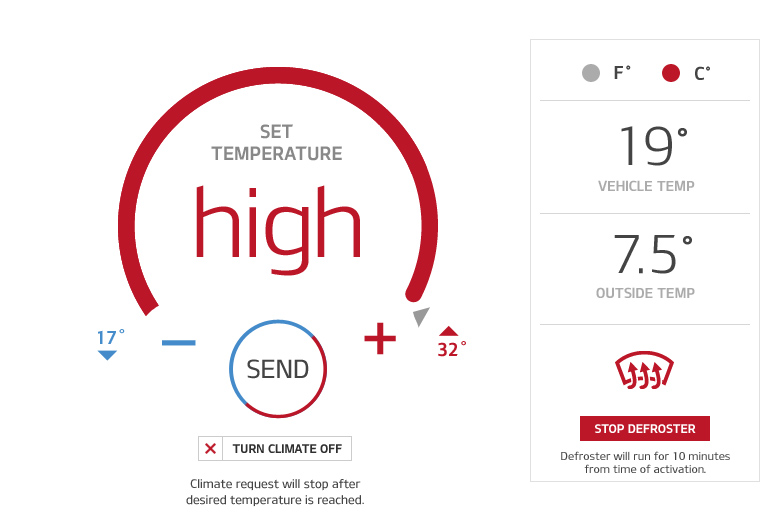 SET
TEMPERATURE
high
17°
32°
SEND
TURN CLIMATE OFF
Climate request will stop after
desired temperature is reached.
F° C°
19°
VEHICLE TEMP
7.5°
OUTSIDE TEMP
STOP DEFROSTER
Defroster will run for 10 minutes
from time of activation.